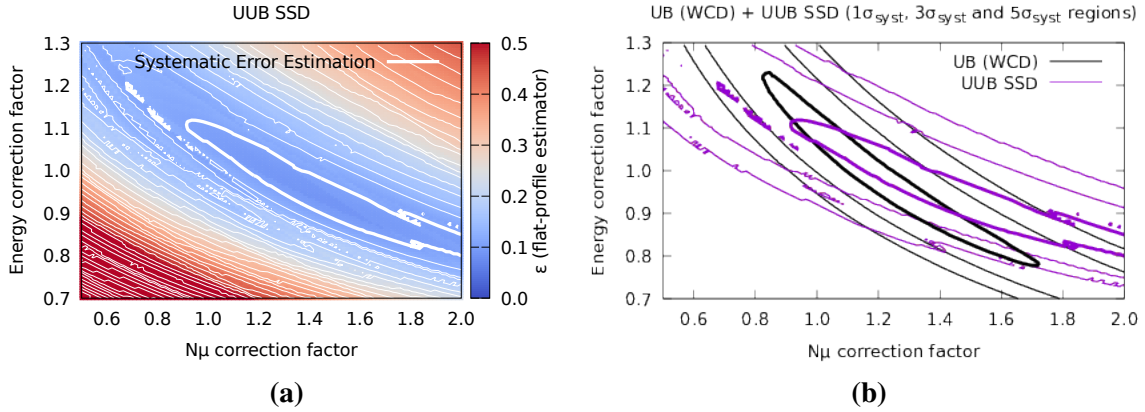 UUB SSD
Systematic Error Estimation
Energy correction factor
1.3
1.2
1.1
1.0
0.9
0.8
0.7
0.6 0.8 1.0 1.2 1.4 1.6 1.8 2.0
Nμ correction factor
0.5
0.4
0.3
0.2
0.1
0.0
ε (flat-profile estimator)
(a)
UB (WCD) + UUB SSD (1σsyst, 3σsyst and 5σsyst regions)
UB (WCD)
UUB SSD
Energy correction factor
1.3
1.2
1.1
1.0
0.9
0.8
0.7
0.6 0.8 1.0 1.2 1.4 1.6 1.8 2.0
Nμ correction factor
(b)